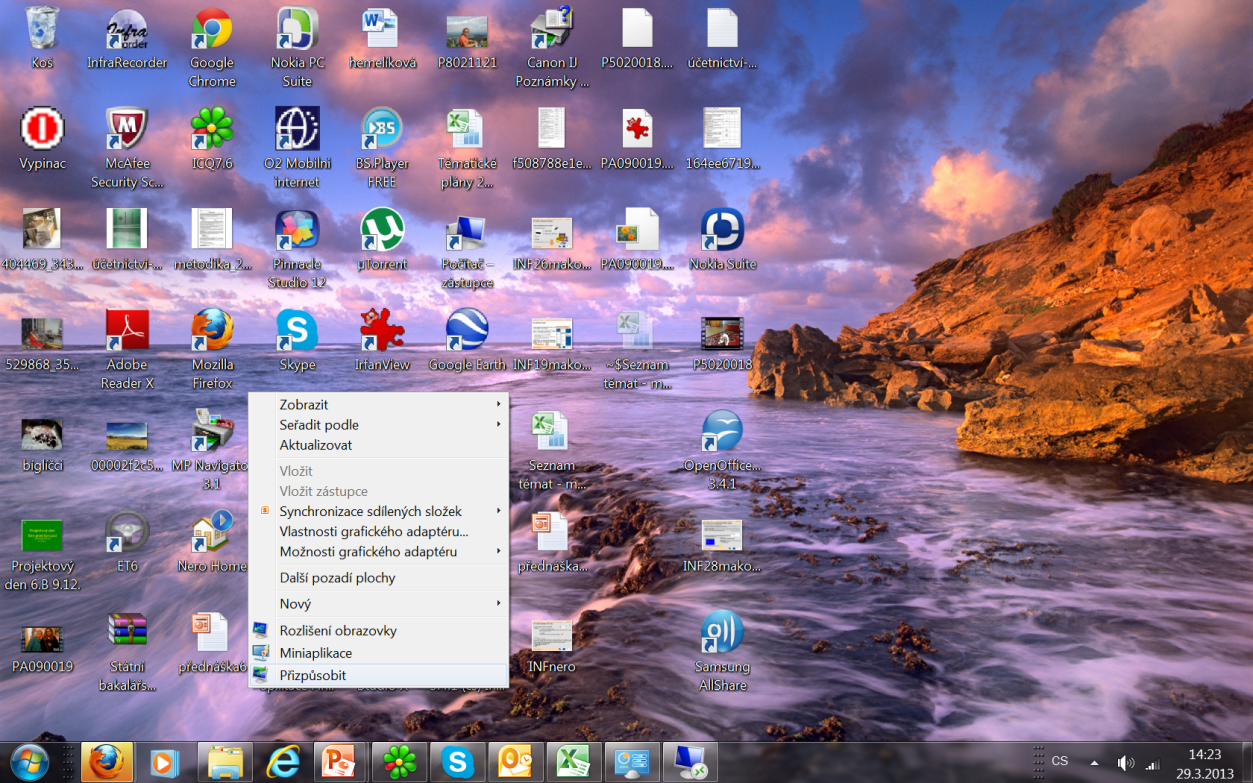 Koš
InfraRecorder
Google
Chrome
Nokia PC
Suite
hemelíková
P8021121
Canon IJ
Poznámky ...
P5020018....
účetnictví-...
Vypinac
McAfee
Security Sc...
ICQ7.6
O2 Mobilní
internet
BS.Player
FREE
Tématické
plány 2...
f508788e1e...
PA090019....
164ee6719...
404469_343...
účetnictví-...
metodika_2...
Pinnacle
Studio 12
µTorrent
Počítač –
zástupce
INF26mako...
PA090019....
Nokia Suite
529868_35...
Adobe
Reader X
Mozilla
Firefox
Skype
IrfanView
Google Earth
INF19mako...
~$Seznam
témat - m...
P5020018
bíglíčci
00002f2c5...
MP Navigato
3.1
Seznam
témat - m...
OpenOffice...
3.4.1
Projektový
den 6.B 9.12.
ET6
Nero Home
přednáška...
INF28mako...
PA090019
Státní
bakalářs...
přednáška6
INFnero
Samsung
AllShare
Zobrazit
Seřadit podle
Aktualizovat
Vložit
Vložit zástupce
Synchronizace sdílených složek
Vlastnosti grafického adaptéru...
Možnosti grafického adaptéru
Další pozadí plochy
Nový
Rozlišení obrazovky
Miniaplikace
Přizpůsobit
CS
14:23
29.3.2013